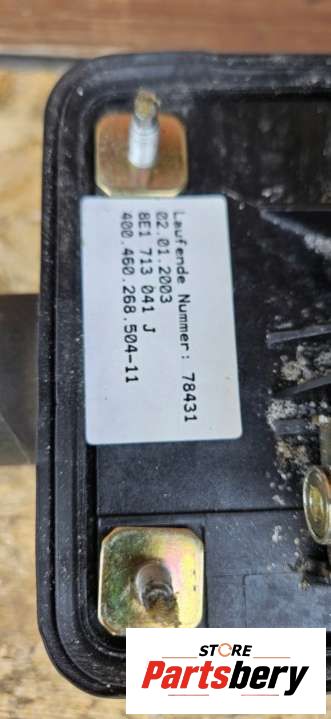 Laufende Nummer: 78431
02.01.2003
8E1 713 041 J
400.460.268.504-11
STORE
Partsbery